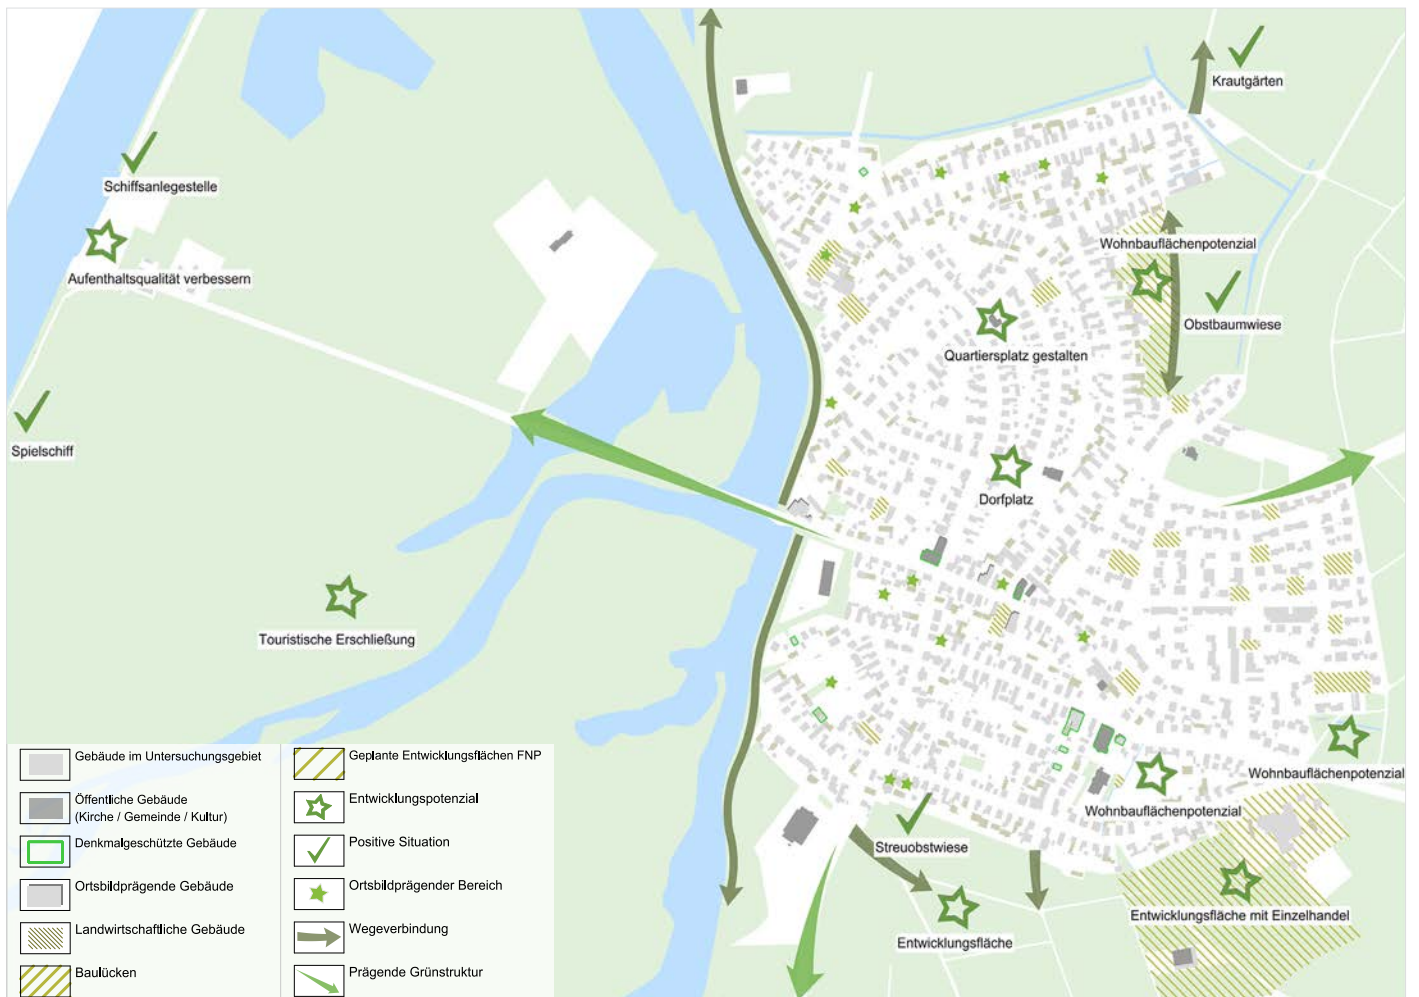 Krautgärten
Schiffsanlegestelle
Wohnbauflächenpotenzial
Aufenthaltsqualität verbessern
Obstbaumwiese
Quartiersplatz gestalten
Spielschiff
Dorfplatz
Touristische Erschließung
Wohnbauflächenpotenzial
Wohnbauflächenpotenzial
Streuobstwiese
Entwicklungsfläche mit Einzelhandel
Entwicklungsfläche
Gebäude im Untersuchungsgebiet
Öffentliche Gebäude
(Kirche / Gemeinde / Kultur)
Denkmalgeschützte Gebäude
Ortsbildprägende Gebäude
Landwirtschaftliche Gebäude
Baulücken
Geplante Entwicklungsflächen FNP
Entwicklungspotenzial
Positive Situation
Ortsbildprägender Bereich
Wegeverbindung
Prägende Grünstruktur